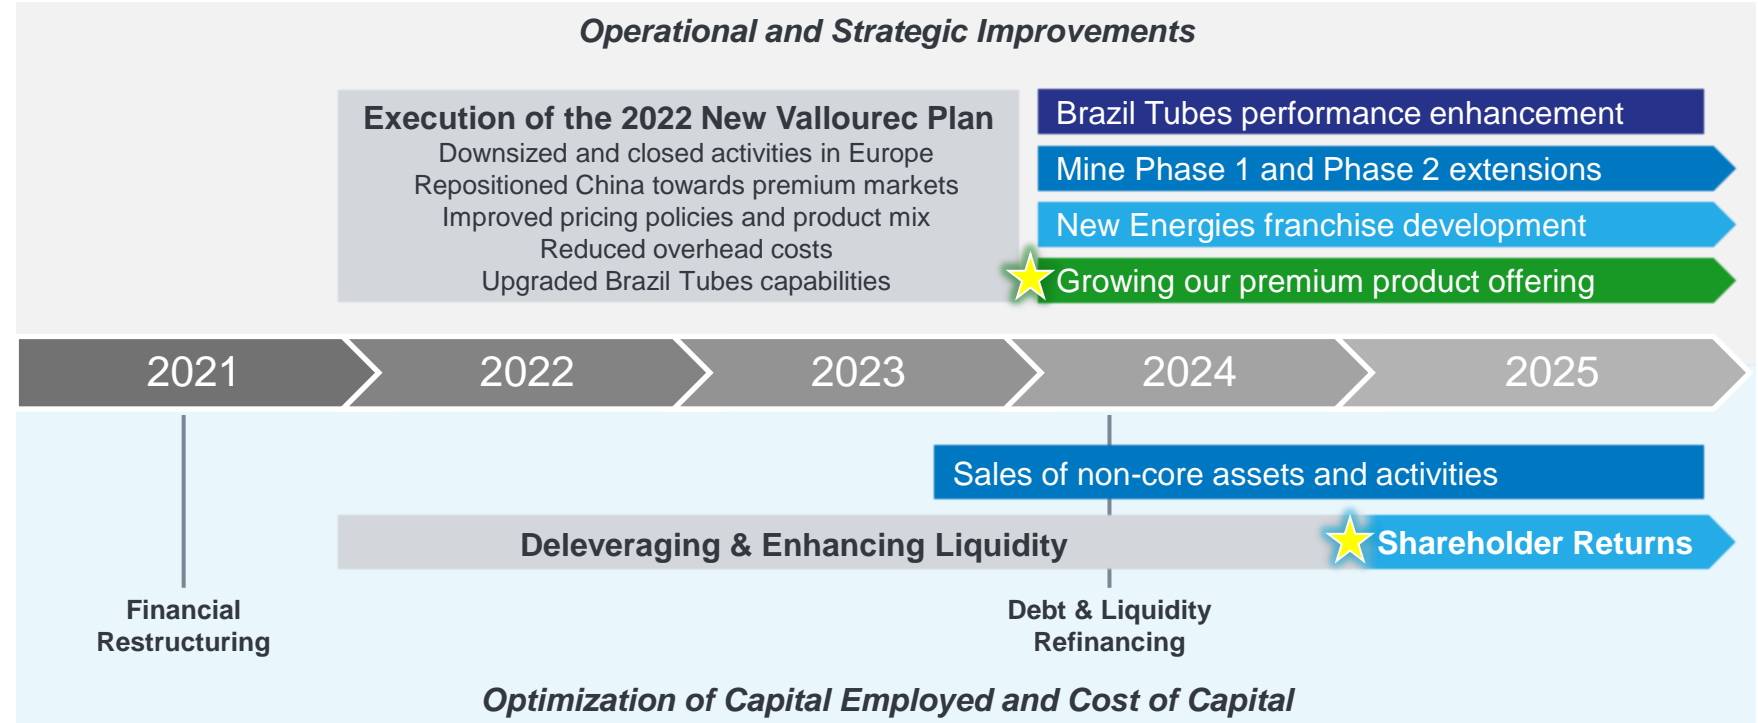 Operational and Strategic Improvements
Execution of the 2022 New Vallourec Plan
Downsized and closed activities in Europe
Repositioned China towards premium markets
Improved pricing policies and product mix
Reduced overhead costs
Upgraded Brazil Tubes capabilities
Brazil Tubes performance enhancement
Mine Phase 1 and Phase 2 extensions
New Energies franchise development
Growing our premium product offering
2021
2022
2023
2024
2025
Sales of non-core assets and activities
Deleveraging & Enhancing Liquidity
Shareholder Returns
Financial
Restructuring
Debt & Liquidity
Refinancing
Optimization of Capital Employed and Cost of Capital